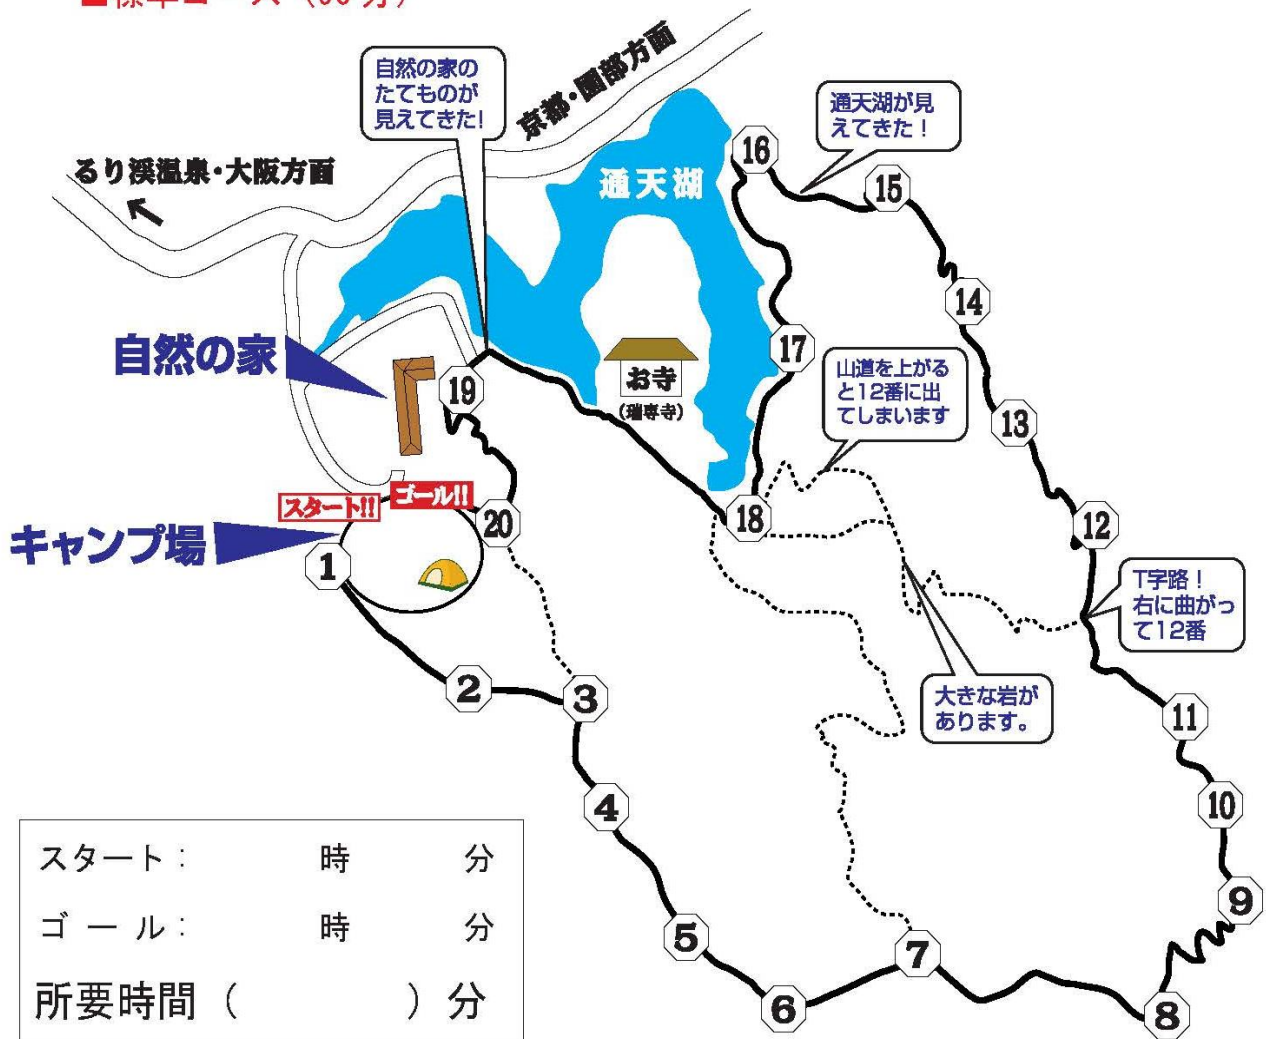 自然の家の
たてものが
見えてきた!
京都・園部方面
るり渓温泉・大阪方面
通天湖
通天湖が見
えてきた！
16
15
14
自然の家
19
お寺
(瑞専寺)
17
山道を上がる
と12番に出
てしまいます
13
スタート!!
ゴール!!
キャンプ場
20
18
12
1
T字路！
右に曲がっ
て12番
2
3
大きな岩が
あります。
11
4
10
スタート： 時 分
ゴール： 時 分
所要時間（ ）分
5
9
7
6
8